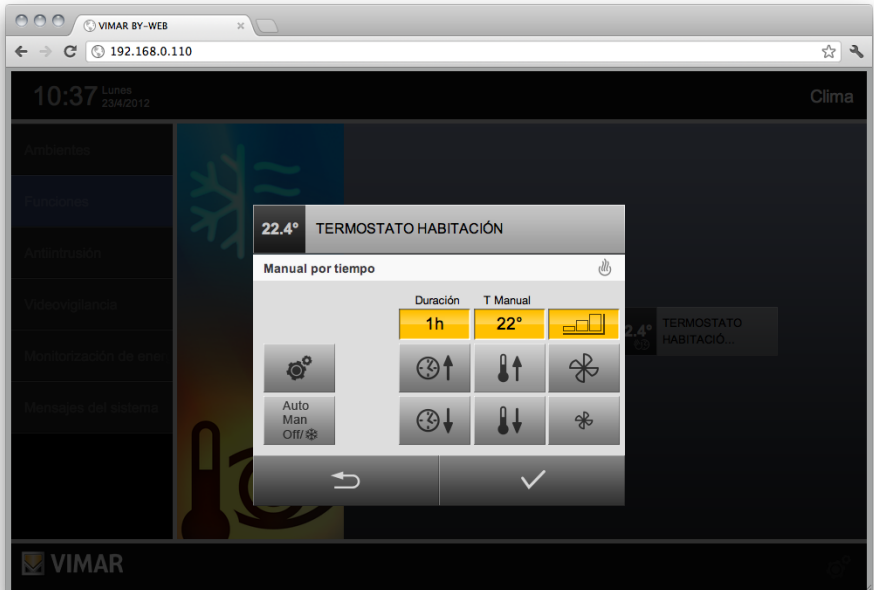 VIMAR BY-WEB
192.168.0.110
10:37
Lunes
23/4/2012
Clima
Ambientes
Funciones
Antiintrusión
Videovigilancia
Monitorización de ener
Mensajes del sistema
22.4° TERMOSTATO HABITACIÓN
Manual por tiempo
Duración T Manual
1h 22°
Auto
Man
Off/
2.4° TERMOSTATO
HABITACIÓ...
VIMAR